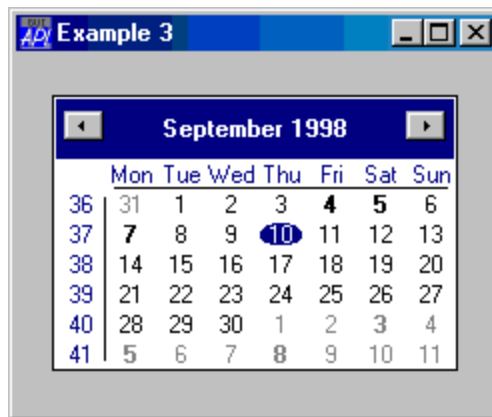 GUI
API Example 3
September 1998
Mon Tue Wed Thu Fri Sat Sun
36 31 1 2 3 4 5 6
37 7 8 9 10 11 12 13
38 14 15 16 17 18 19 20
39 21 22 23 24 25 26 27
40 28 29 30 1 2 3 4
41 5 6 7 8 9 10 11